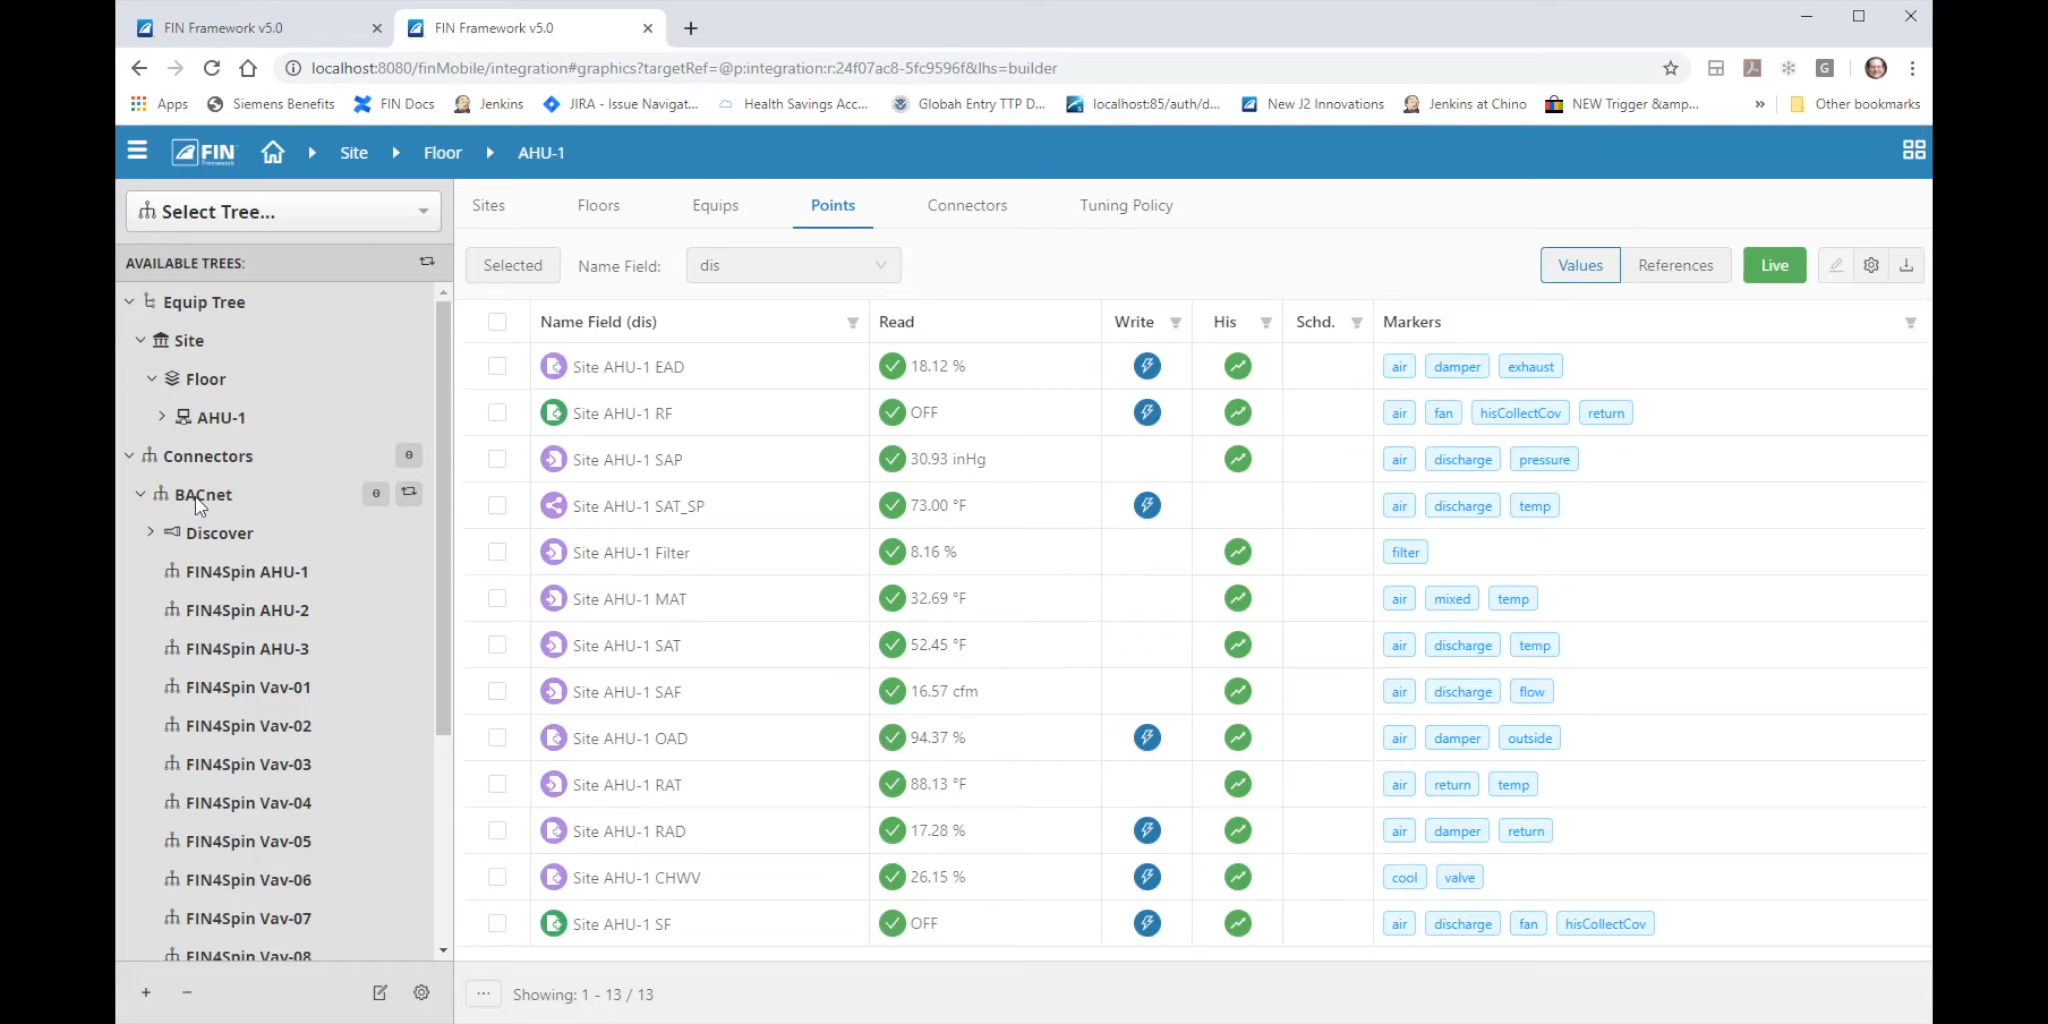 FIN Framework v5.0
FIN Framework v5.0
localhost:8080/finMobile/integration#graphics?targetRef=@p:integration:r:24f07ac8-5fc9596f&lhs=builder
G
Apps Siemens Benefits FIN Docs Jenkins JIRA - Issue Navigat... Health Savings Acc... Globah Entry TTP D... localhost:85/auth/d... New J2 Innovations Jenkins at Chino NEW Trigger &amp... » Other bookmarks
FIN Framework Site Floor AHU-1
Select Tree...
AVAILABLE TREES:
Equip Tree
Site
Floor
AHU-1
Connectors 0
BACnet 0
Discover
FIN4Spin AHU-1
FIN4Spin AHU-2
FIN4Spin AHU-3
FIN4Spin Vav-01
FIN4Spin Vav-02
FIN4Spin Vav-03
FIN4Spin Vav-04
FIN4Spin Vav-05
FIN4Spin Vav-06
FIN4Spin Vav-07
FIN4Spin Vav-08
+ −
Sites Floors Equips Points Connectors Tuning Policy
Selected Name Field: dis Values References Live
Name Field (dis) Read Write His Schd. Markers
Site AHU-1 EAD 18.12 % air damper exhaust
Site AHU-1 RF OFF air fan hisCollectCov return
Site AHU-1 SAP 30.93 inHg air discharge pressure
Site AHU-1 SAT_SP 73.00 °F air discharge temp
Site AHU-1 Filter 8.16 % filter
Site AHU-1 MAT 32.69 °F air mixed temp
Site AHU-1 SAT 52.45 °F air discharge temp
Site AHU-1 SAF 16.57 cfm air discharge flow
Site AHU-1 OAD 94.37 % air damper outside
Site AHU-1 RAT 88.13 °F air return temp
Site AHU-1 RAD 17.28 % air damper return
Site AHU-1 CHWV 26.15 % cool valve
Site AHU-1 SF OFF air discharge fan hisCollectCov
... Showing: 1 - 13 / 13